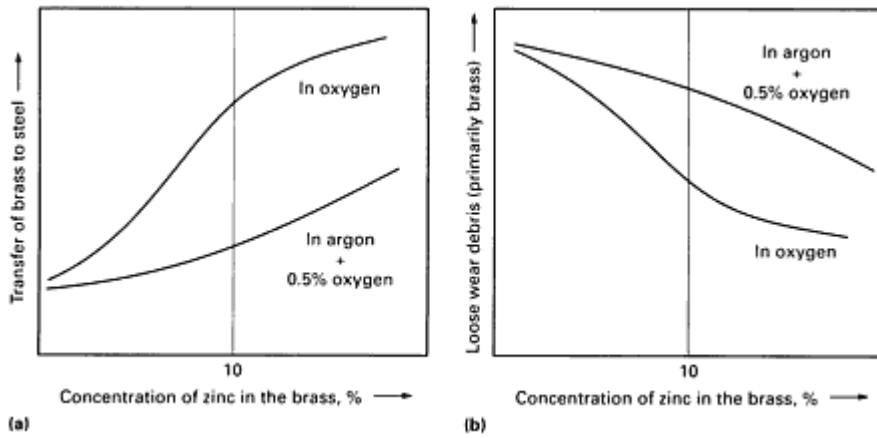 Transfer of brass to steel
In oxygen
In argon
+
0.5% oxygen
10
Concentration of zinc in the brass, %
(a)
Loose wear debris (primarily brass)
In argon
+
0.5% oxygen
In oxygen
10
Concentration of zinc in the brass, %
(b)